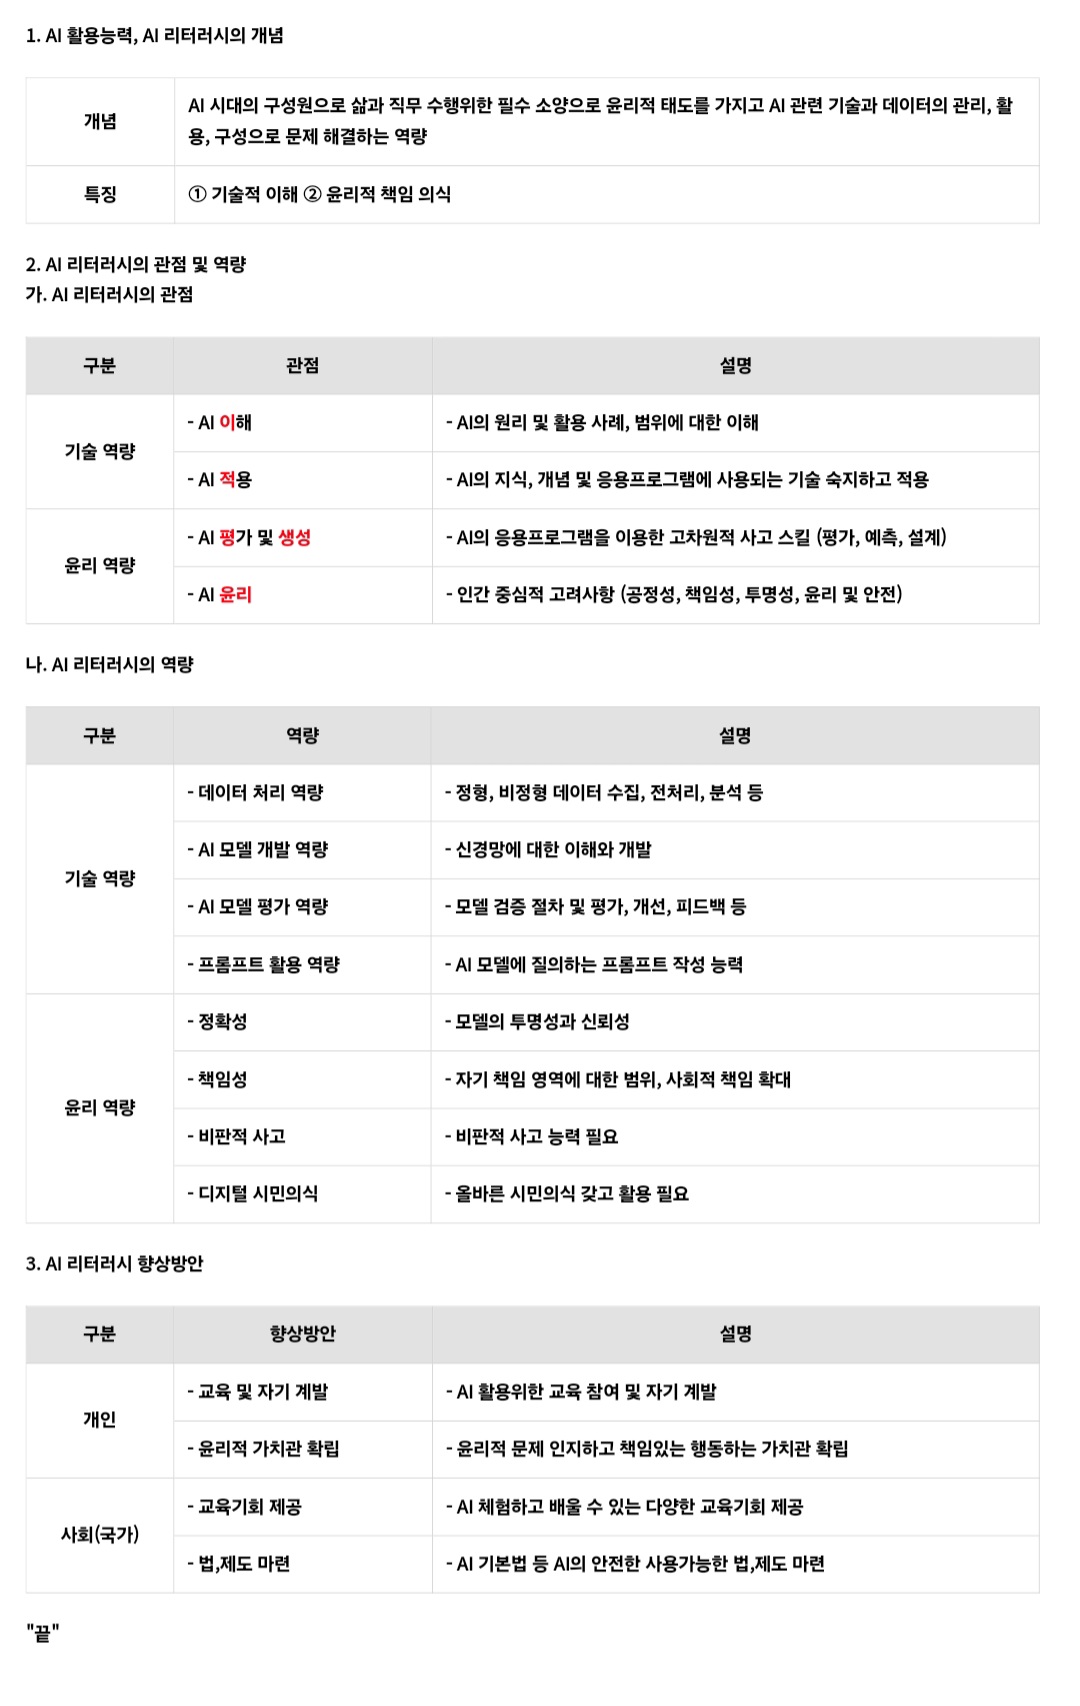 1. AI 활용능력, AI 리터러시의 개념
개념
AI 시대의 구성원으로 삶과 직무 수행위한 필수 소양으로 윤리적 태도를 가지고 AI 관련 기술과 데이터의 관리, 활
용, 구성으로 문제 해결하는 역량
특징
① 기술적 이해 ② 윤리적 책임 의식
2. AI 리터러시의 관점 및 역량
가. AI 리터러시의 관점
구분 관점 설명
기술 역량
- AI 이해 - AI의 원리 및 활용 사례, 범위에 대한 이해
- AI 적용 - AI의 지식, 개념 및 응용프로그램에 사용되는 기술 숙지하고 적용
윤리 역량
- AI 평가 및 생성 - AI의 응용프로그램을 이용한 고차원적 사고 스킬 (평가, 예측, 설계)
- AI 윤리 - 인간 중심적 고려사항 (공정성, 책임성, 투명성, 윤리 및 안전)
나. AI 리터러시의 역량
구분 역량 설명
기술 역량
- 데이터 처리 역량 - 정형, 비정형 데이터 수집, 전처리, 분석 등
- AI 모델 개발 역량 - 신경망에 대한 이해와 개발
- AI 모델 평가 역량 - 모델 검증 절차 및 평가, 개선, 피드백 등
- 프롬프트 활용 역량 - AI 모델에 질의하는 프롬프트 작성 능력
윤리 역량
- 정확성 - 모델의 투명성과 신뢰성
- 책임성 - 자기 책임 영역에 대한 범위, 사회적 책임 확대
- 비판적 사고 - 비판적 사고 능력 필요
- 디지털 시민의식 - 올바른 시민의식 갖고 활용 필요
3. AI 리터러시 향상방안
구분 향상방안 설명
개인
- 교육 및 자기 계발 - AI 활용위한 교육 참여 및 자기 계발
- 윤리적 가치관 확립 - 윤리적 문제 인지하고 책임있는 행동하는 가치관 확립
사회(국가)
- 교육기회 제공 - AI 체험하고 배울 수 있는 다양한 교육기회 제공
- 법,제도 마련 - AI 기본법 등 AI의 안전한 사용가능한 법,제도 마련
"끝"